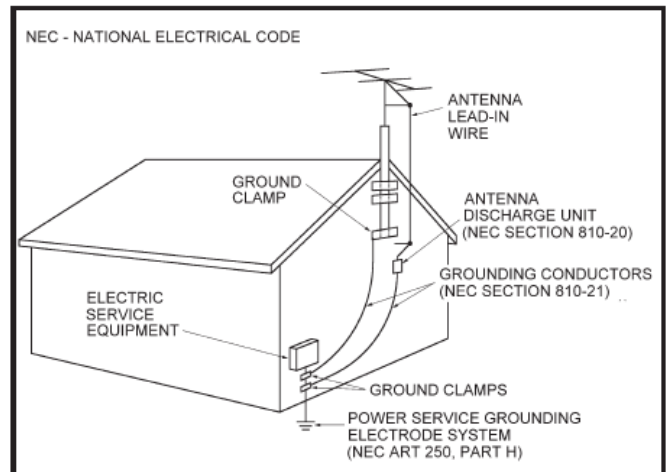 NEC - NATIONAL ELECTRICAL CODE
ANTENNA
LEAD-IN
WIRE
GROUND
CLAMP
ANTENNA
DISCHARGE UNIT
(NEC SECTION 810-20)
GROUNDING CONDUCTORS
(NEC SECTION 810-21)
ELECTRIC
SERVICE
EQUIPMENT
GROUND CLAMPS
POWER SERVICE GROUNDING
ELECTRODE SYSTEM
(NEC ART 250, PART H)